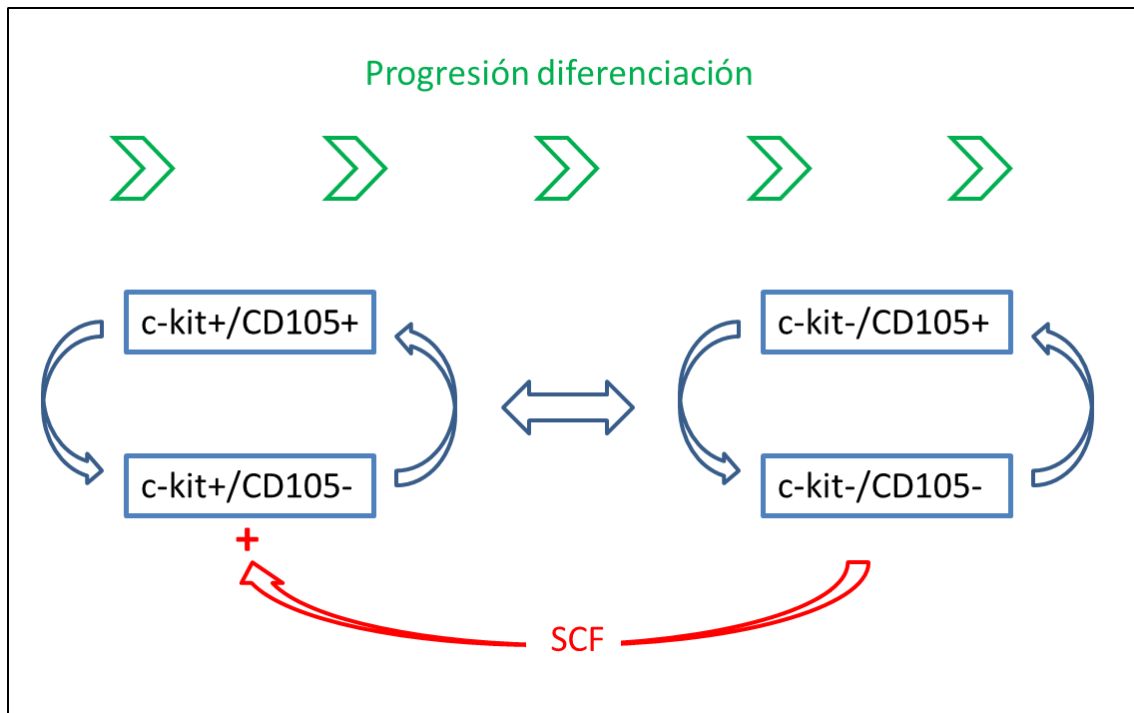 Progresión diferenciación
c-kit+/CD105+
c-kit-/CD105+
c-kit+/CD105-
c-kit-/CD105-
+
SCF